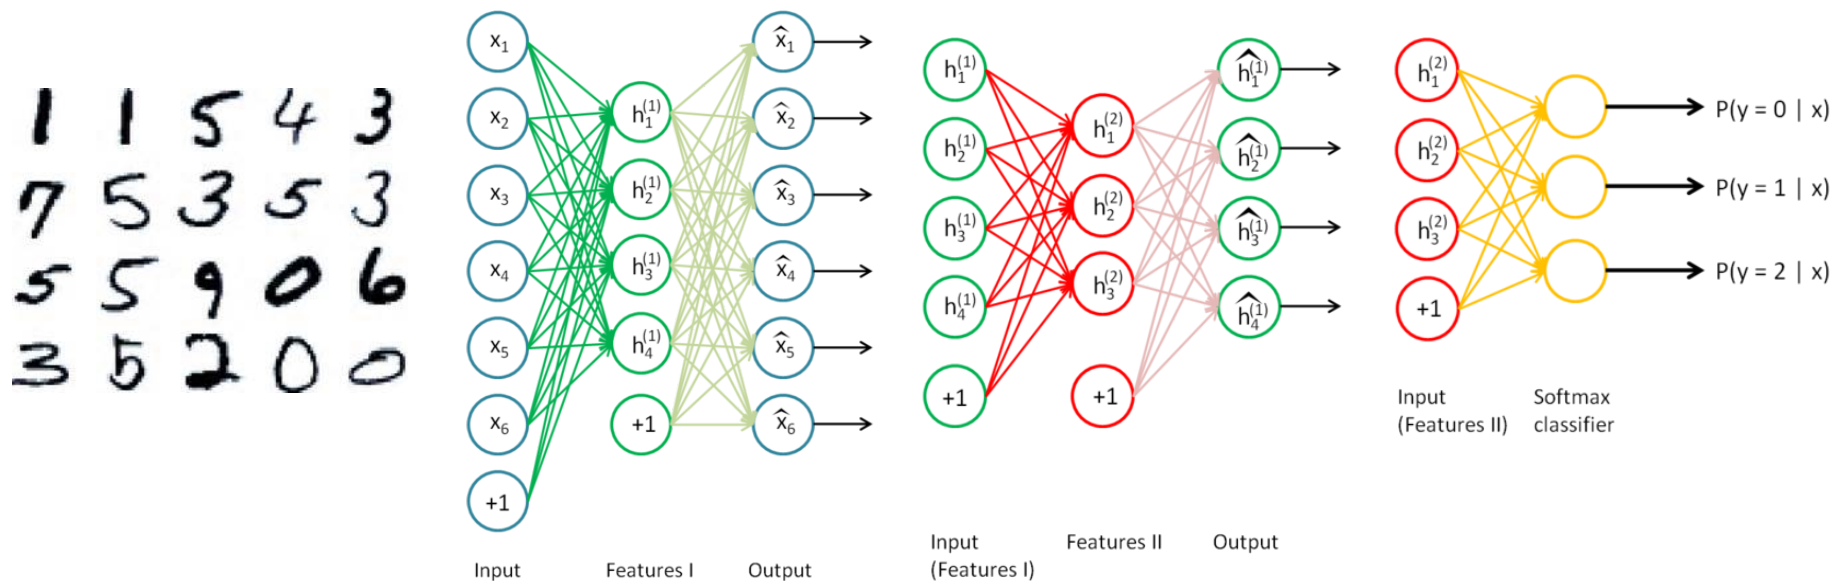 1 1 5 4 3
7 5 3 5 3
5 5 9 0 6
3 5 2 0 0
x₁
x₂
x₃
x₄
x₅
x₆
+1
Input
h₁⁽¹⁾
h₂⁽¹⁾
h₃⁽¹⁾
h₄⁽¹⁾
+1
Features I
x̂₁
x̂₂
x̂₃
x̂₄
x̂₅
x̂₆
Output
h₁⁽¹⁾
h₂⁽¹⁾
h₃⁽¹⁾
h₄⁽¹⁾
+1
Input
(Features I)
h₁⁽²⁾
h₂⁽²⁾
h₃⁽²⁾
+1
Features II
ĥ₁⁽¹⁾
ĥ₂⁽¹⁾
ĥ₃⁽¹⁾
ĥ₄⁽¹⁾
Output
h₁⁽²⁾
h₂⁽²⁾
h₃⁽²⁾
+1
Input
(Features II)
Softmax
classifier
P(y = 0 | x)
P(y = 1 | x)
P(y = 2 | x)